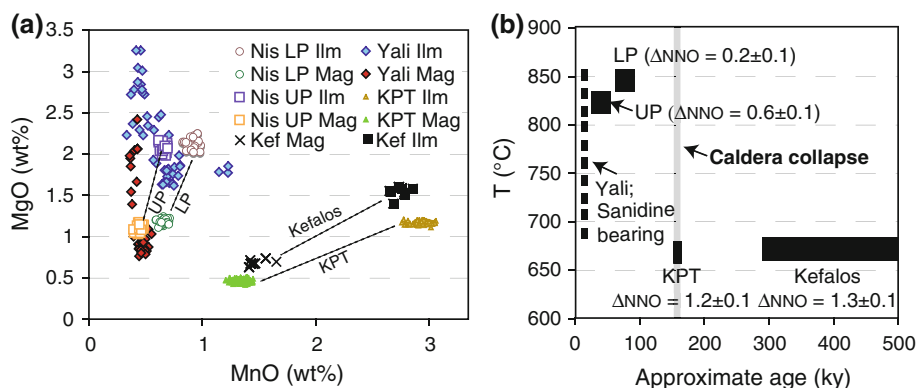 (a)
3.5
3
2.5
2
1.5
1
0.5
0
MgO (wt%)
0 1 2 3
MnO (wt%)
Nis LP Ilm
Nis LP Mag
Nis UP Ilm
Nis UP Mag
Kef Mag
Yali Ilm
Yali Mag
KPT Ilm
KPT Mag
Kef Ilm
UP
LP
Kefalos
KPT
(b)
900
850
800
750
700
650
600
T (°C)
LP (ΔNNO = 0.2±0.1)
UP (ΔNNO = 0.6±0.1)
Caldera collapse
Yali;
Sanidine
bearing
KPT
ΔNNO = 1.2±0.1
Kefalos
ΔNNO = 1.3±0.1
0 100 200 300 400 500
Approximate age (ky)